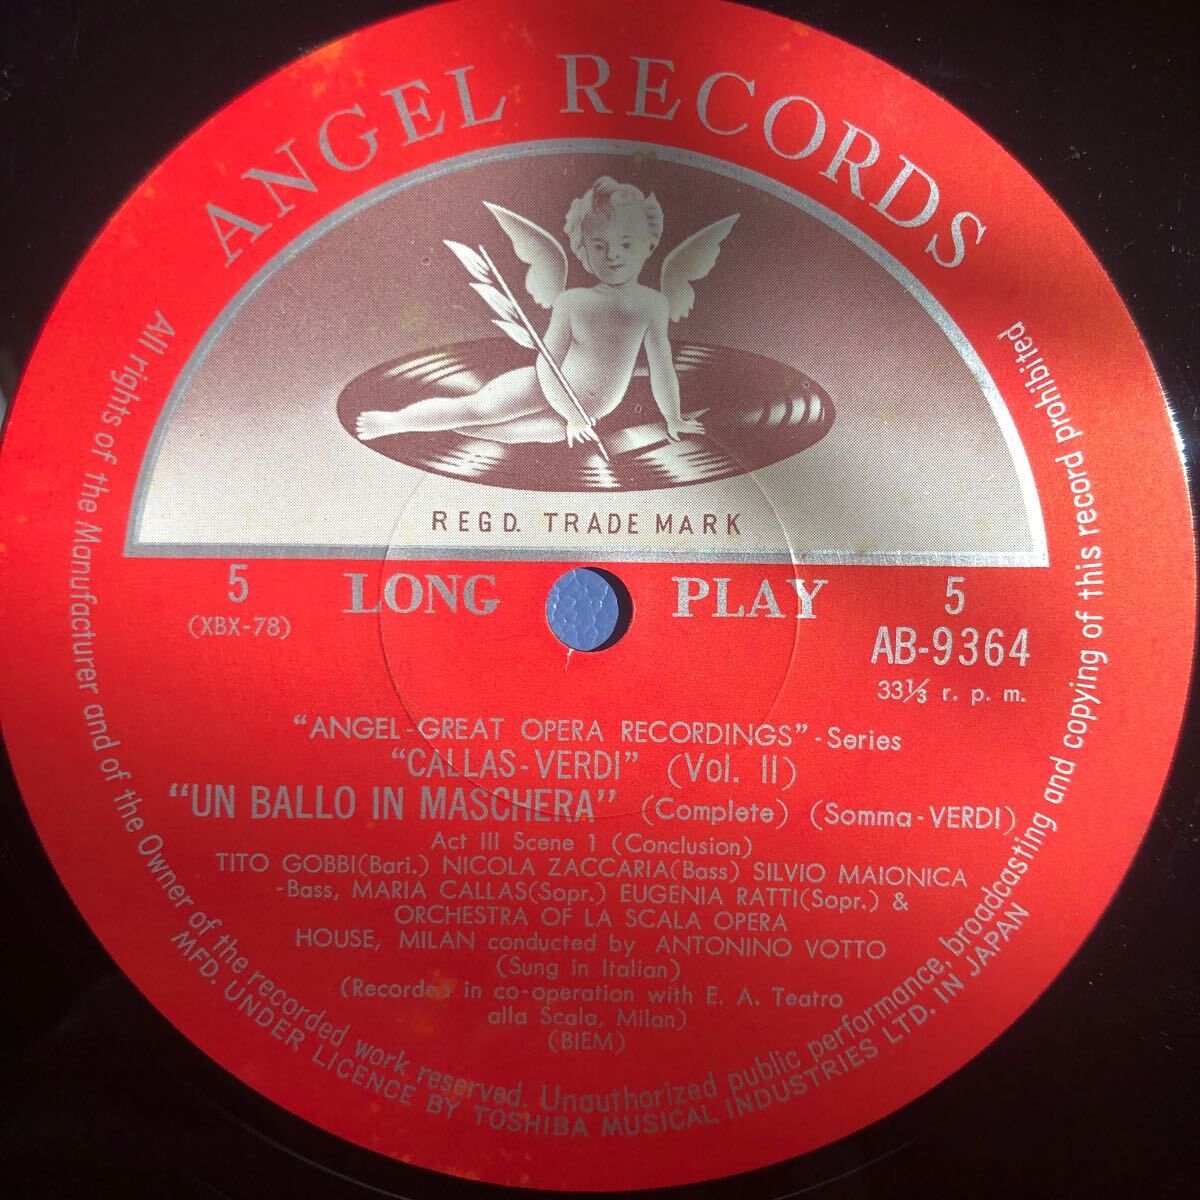 ANGEL RECORDS
REGD. TRADE MARK
5 LONG PLAY 5
(XBX-78)
AB-9364
33⅓ r. p. m.
"ANGEL-GREAT OPERA RECORDINGS"-Series
"CALLAS-VERDI" (Vol. II)
"UN BALLO IN MASCHERA" (Complete) (Somma-VERDI)
Act III Scene 1 (Conclusion)
TITO GOBBI(Bari.) NICOLA ZACCARIA(Bass) SILVIO MAIONICA
-Bass, MARIA CALLAS(Sopr.) EUGENIA RATTI(Sopr.) &
ORCHESTRA OF LA SCALA OPERA
HOUSE, MILAN conducted by ANTONINO VOTTO
(Sung in Italian)
(Recorded in co-operation with E. A. Teatro
alla Scala, Milan)
(BIEM)
All rights of the Manufacturer and of the Owner of the recorded work reserved. Unauthorized public performance, broadcasting and copying of this record prohibited
MFD. UNDER LICENCE BY TOSHIBA MUSICAL INDUSTRIES LTD. IN JAPAN